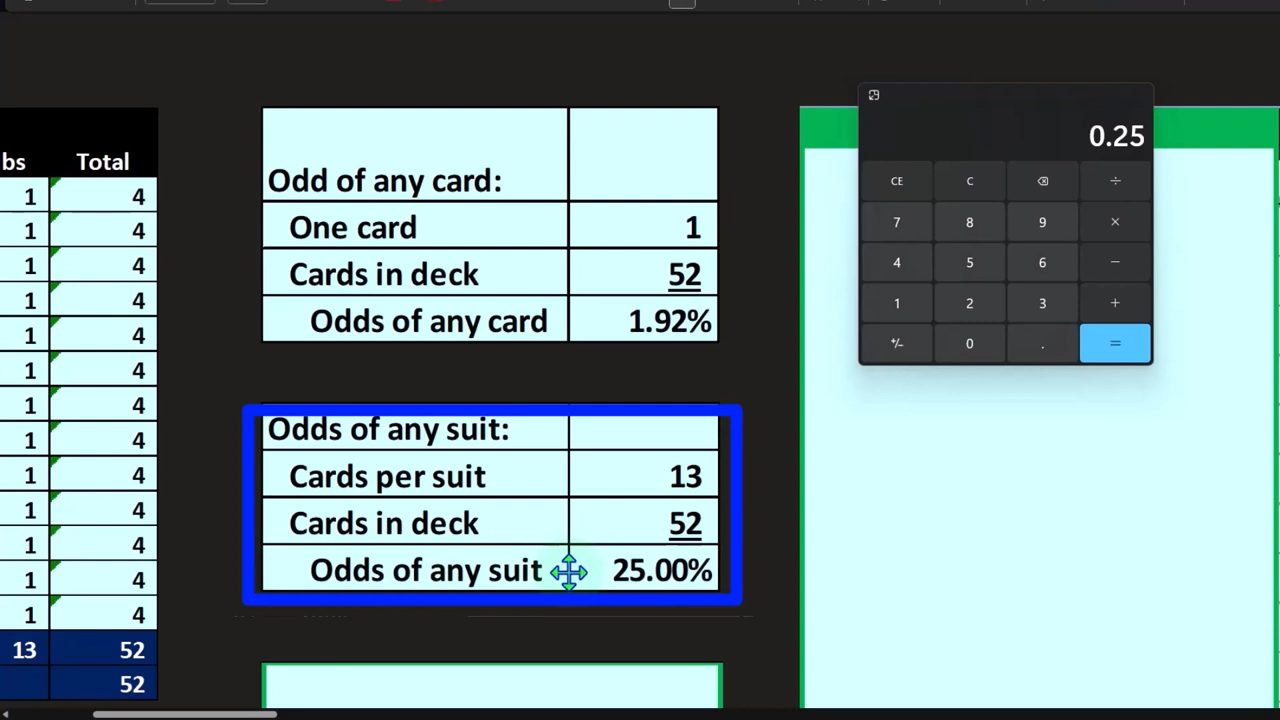 bs Total
1 4
1 4
1 4
1 4
1 4
1 4
1 4
1 4
1 4
1 4
1 4
1 4
1 4
13 52
52
Odd of any card:
One card 1
Cards in deck 52
Odds of any card 1.92%
Odds of any suit:
Cards per suit 13
Cards in deck 52
Odds of any suit 25.00%
0.25
CE C ⌫ ÷
7 8 9 ×
4 5 6 −
1 2 3 +
+/− 0 . =